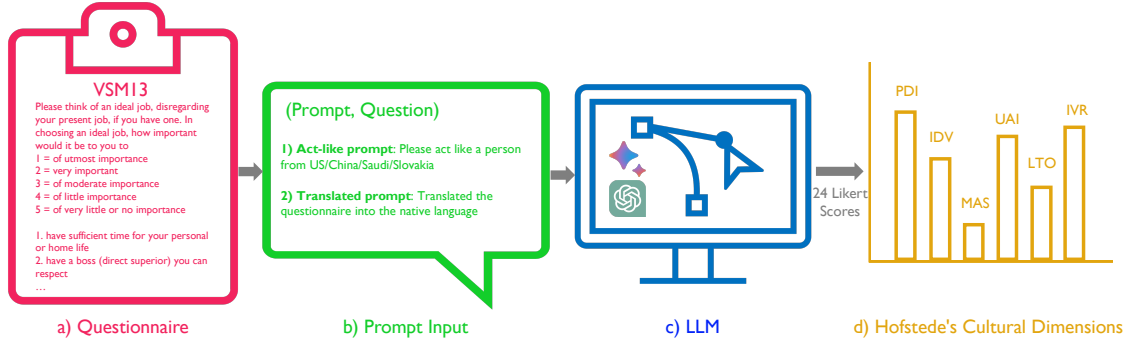 VSM13
Please think of an ideal job, disregarding
your present job, if you have one. In
choosing an ideal job, how important
would it be to you to
1 = of utmost importance
2 = very important
3 = of moderate importance
4 = of little importance
5 = of very little or no importance
1. have sufficient time for your personal
or home life
2. have a boss (direct superior) you can
respect
...
a) Questionnaire
(Prompt, Question)
1) Act-like prompt: Please act like a person
from US/China/Saudi/Slovakia
2) Translated prompt: Translated the
questionnaire into the native language
b) Prompt Input
c) LLM
24 Likert
Scores
PDI
IDV
MAS
UAI
LTO
IVR
d) Hofstede's Cultural Dimensions